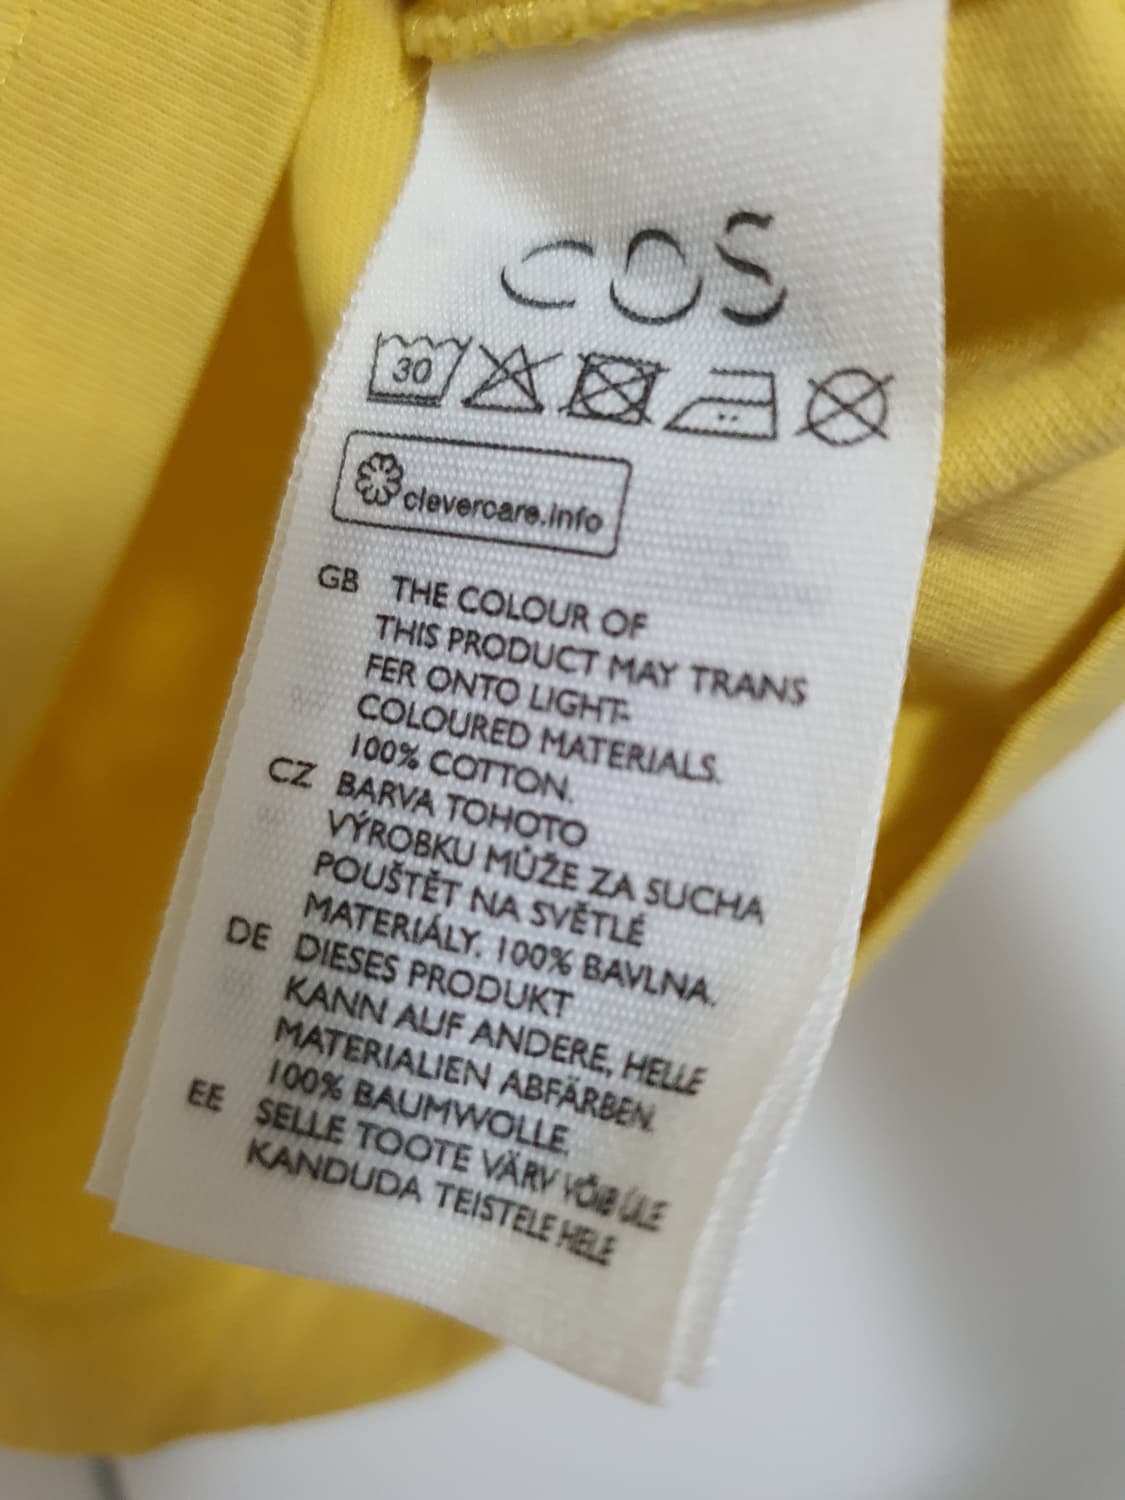 COS
30
clevercare.info
GB THE COLOUR OF
THIS PRODUCT MAY TRANS
FER ONTO LIGHT-
COLOURED MATERIALS.
100% COTTON.
CZ BARVA TOHOTO
VÝROBKU MŮŽE ZA SUCHA
POUŠTĚT NA SVĚTLÉ
MATERIÁLY. 100% BAVLNA.
DE DIESES PRODUKT
KANN AUF ANDERE, HELLE
MATERIALIEN ABFÄRBEN.
100% BAUMWOLLE.
EE SELLE TOOTE VÄRV VÕIB ÜLE
KANDUDA TEISTELE HELE